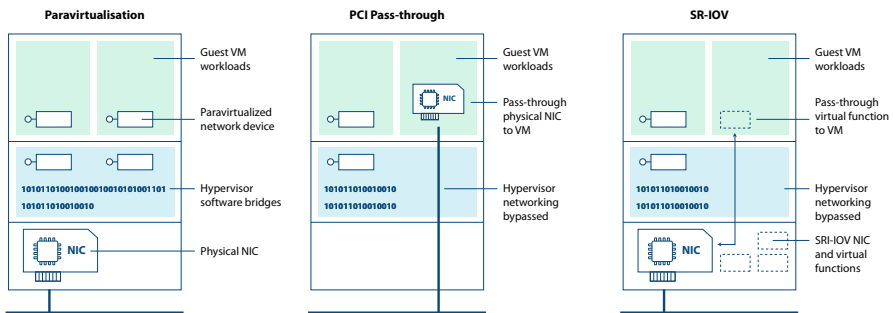 Paravirtualisation
Guest VM
workloads
Paravirtualized
network device
101011010010010010010101001101
101011010010010
Hypervisor
software bridges
NIC
Physical NIC
PCI Pass-through
Guest VM
workloads
NIC
Pass-through
physical NIC
to VM
101011010010010
101011010010010
Hypervisor
networking
bypassed
SR-IOV
Guest VM
workloads
Pass-through
virtual function
to VM
101011010010010
101011010010010
Hypervisor
networking
bypassed
NIC
SRI-IOV NIC
and virtual
functions